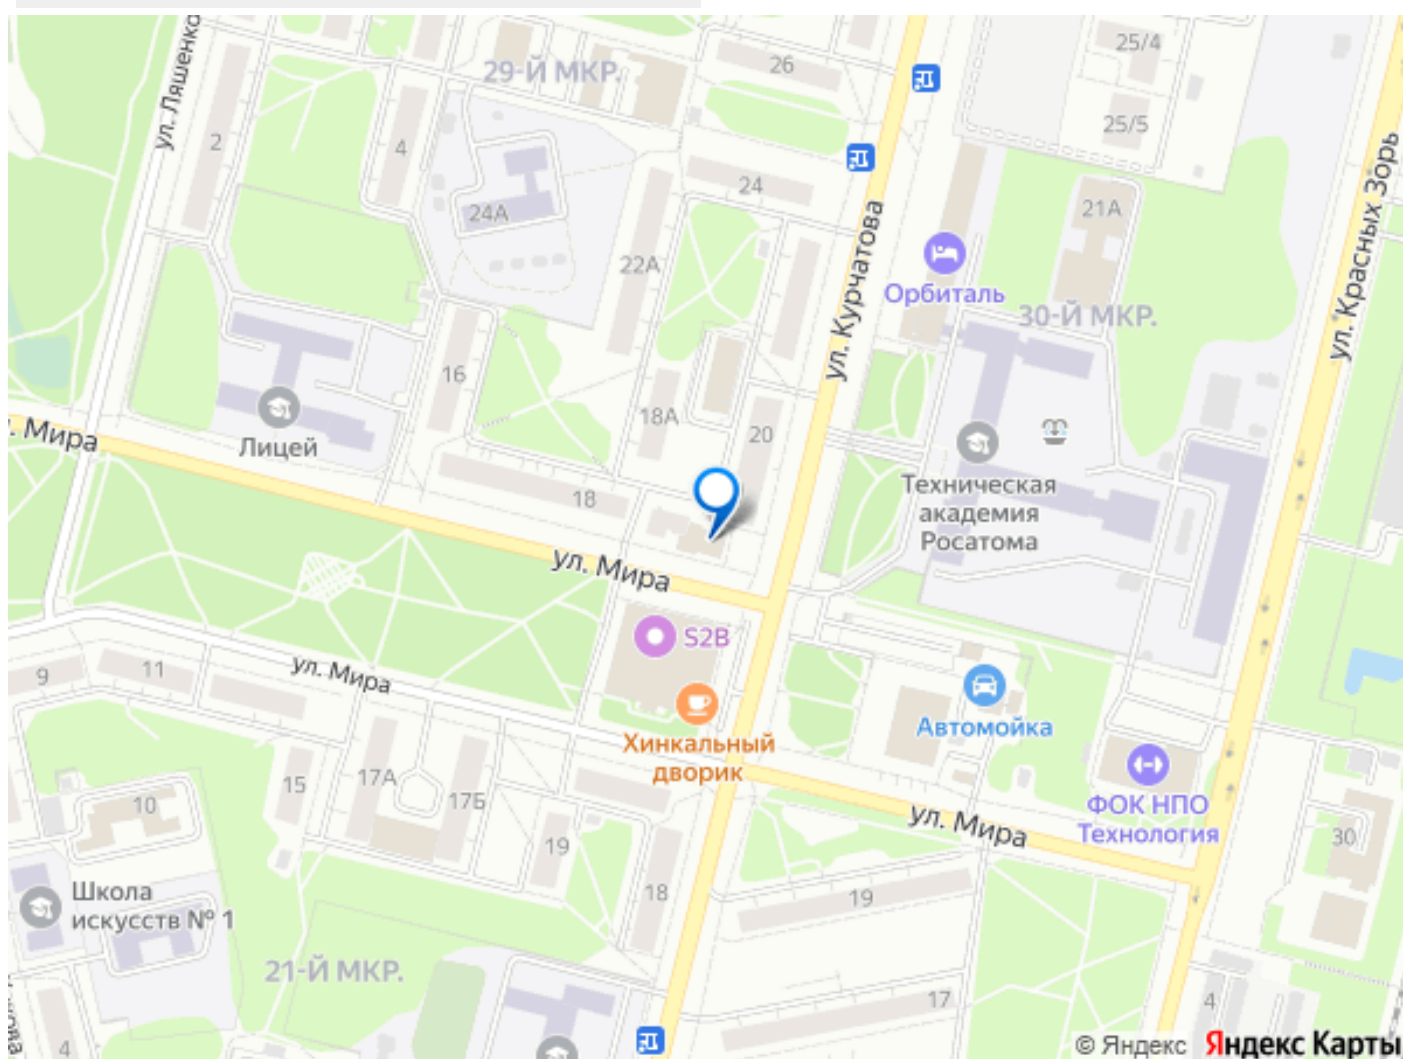 ул. Ляшенко
29-Й МКР.
26
25/4
25/5
2
4
24
24А
21А
ул. Красных Зорь
22А
ул. Курчатова
Орбиталь
30-Й МКР.
16
18А
20
л. Мира
Лицей
18
Техническая
академия
Росатома
ул. Мира
S2B
9
11
ул. Мира
Автомойка
Хинкальный
дворик
15
17А
17Б
10
ФОК НПО
Технология
ул. Мира
30
19
Школа
искусств № 1
18
19
21-Й МКР.
17
4
4
© Яндекс Яндекс Карты